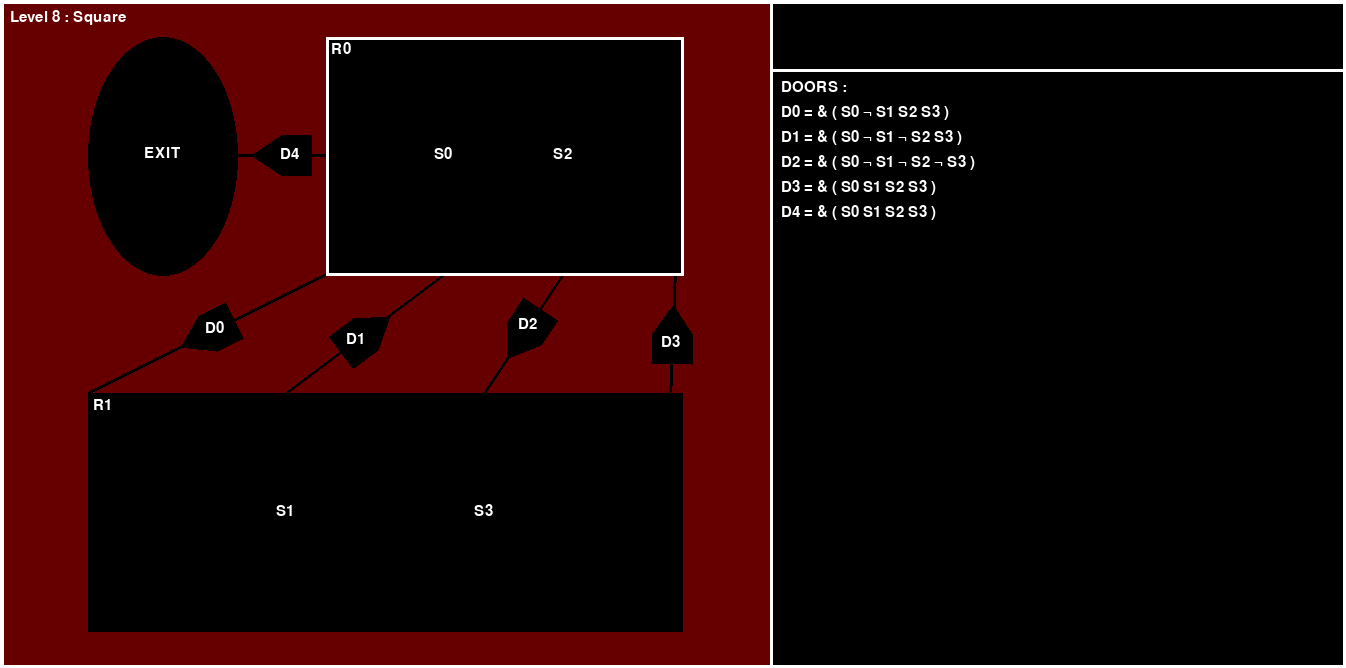 Level 8 : Square
R0
EXIT
D4
S0
S2
D0
D1
D2
D3
R1
S1
S3
DOORS :
D0 = & ( S0 ¬ S1 S2 S3 )
D1 = & ( S0 ¬ S1 ¬ S2 S3 )
D2 = & ( S0 ¬ S1 ¬ S2 ¬ S3 )
D3 = & ( S0 S1 S2 S3 )
D4 = & ( S0 S1 S2 S3 )